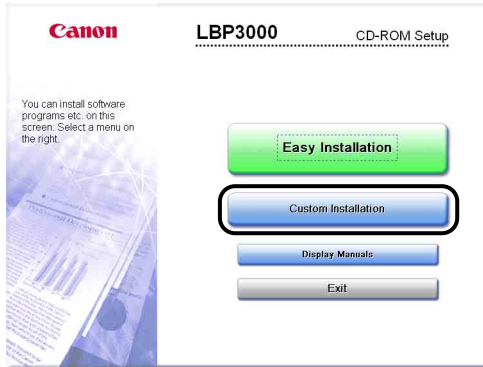 Canon
LBP3000
CD-ROM Setup
You can install software
programs etc. on this
screen. Select a menu on
the right.
Easy Installation
Custom Installation
Display Manuals
Exit